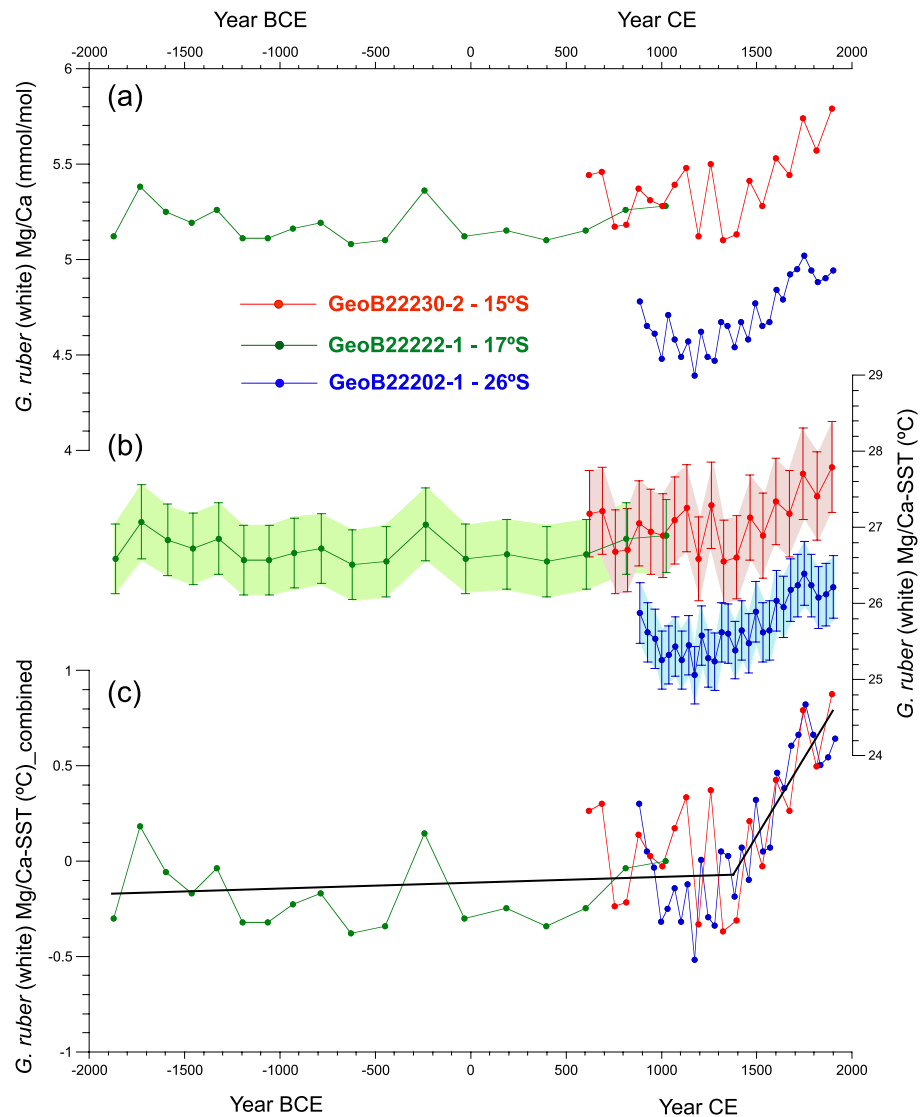 Year BCE
Year CE
-2000 -1500 -1000 -500 0 500 1000 1500 2000
(a)
6
5.5
5
4.5
4
G. ruber (white) Mg/Ca (mmol/mol)
GeoB22230-2 - 15ºS
GeoB22222-1 - 17ºS
GeoB22202-1 - 26ºS
(b)
29
28
27
26
25
24
G. ruber (white) Mg/Ca-SST (ºC)
(c)
1
0.5
0
-0.5
-1
G. ruber (white) Mg/Ca-SST (ºC)_combined
-2000 -1500 -1000 -500 0 500 1000 1500 2000
Year BCE
Year CE